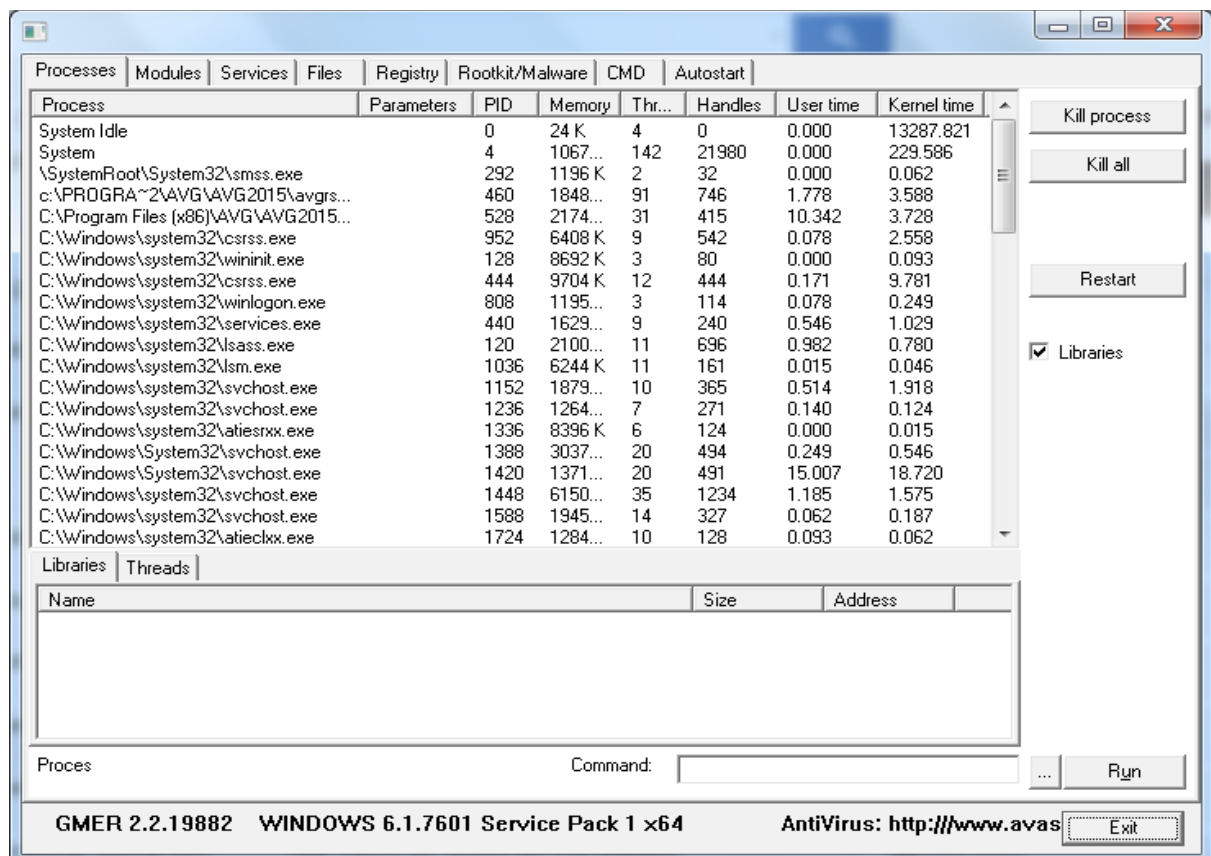 Processes Modules Services Files Registry Rootkit/Malware CMD Autostart
Process Parameters PID Memory Thr... Handles User time Kernel time
System Idle 0 24 K 4 0 0.000 13287.821
System 4 1067... 142 21980 0.000 229.586
\SystemRoot\System32\smss.exe 292 1196 K 2 32 0.000 0.062
c:\PROGRA~2\AVG\AVG2015\avgrs... 460 1848... 91 746 1.778 3.588
C:\Program Files (x86)\AVG\AVG2015... 528 2174... 31 415 10.342 3.728
C:\Windows\system32\csrss.exe 952 6408 K 9 542 0.078 2.558
C:\Windows\system32\wininit.exe 128 8692 K 3 80 0.000 0.093
C:\Windows\system32\csrss.exe 444 9704 K 12 444 0.171 9.781
C:\Windows\system32\winlogon.exe 808 1195... 3 114 0.078 0.249
C:\Windows\system32\services.exe 440 1629... 9 240 0.546 1.029
C:\Windows\system32\lsass.exe 120 2100... 11 696 0.982 0.780
C:\Windows\system32\lsm.exe 1036 6244 K 11 161 0.015 0.046
C:\Windows\system32\svchost.exe 1152 1879... 10 365 0.514 1.918
C:\Windows\system32\svchost.exe 1236 1264... 7 271 0.140 0.124
C:\Windows\system32\atiesrxx.exe 1336 8396 K 6 124 0.000 0.015
C:\Windows\System32\svchost.exe 1388 3037... 20 494 0.249 0.546
C:\Windows\System32\svchost.exe 1420 1371... 20 491 15.007 18.720
C:\Windows\system32\svchost.exe 1448 6150... 35 1234 1.185 1.575
C:\Windows\system32\svchost.exe 1588 1945... 14 327 0.062 0.187
C:\Windows\system32\atieclxx.exe 1724 1284... 10 128 0.093 0.062
Kill process
Kill all
Restart
Libraries
Libraries Threads
Name Size Address
Proces Command: ... Run
GMER 2.2.19882 WINDOWS 6.1.7601 Service Pack 1 x64 AntiVirus: http:///www.avas Exit